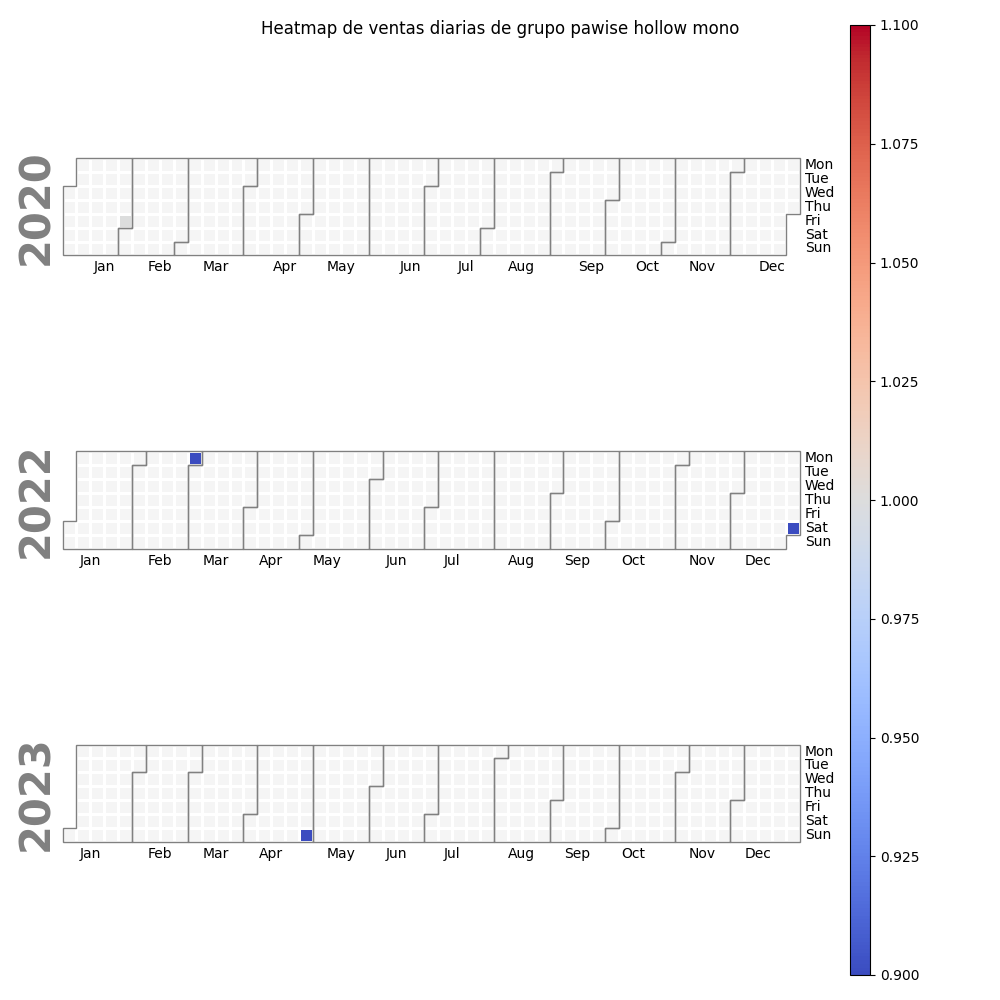 Heatmap de ventas diarias de grupo pawise hollow mono
2020
Mon
Tue
Wed
Thu
Fri
Sat
Sun
Jan Feb Mar Apr May Jun Jul Aug Sep Oct Nov Dec
2022
Mon
Tue
Wed
Thu
Fri
Sat
Sun
Jan Feb Mar Apr May Jun Jul Aug Sep Oct Nov Dec
2023
Mon
Tue
Wed
Thu
Fri
Sat
Sun
Jan Feb Mar Apr May Jun Jul Aug Sep Oct Nov Dec
1.100
1.075
1.050
1.025
1.000
0.975
0.950
0.925
0.900